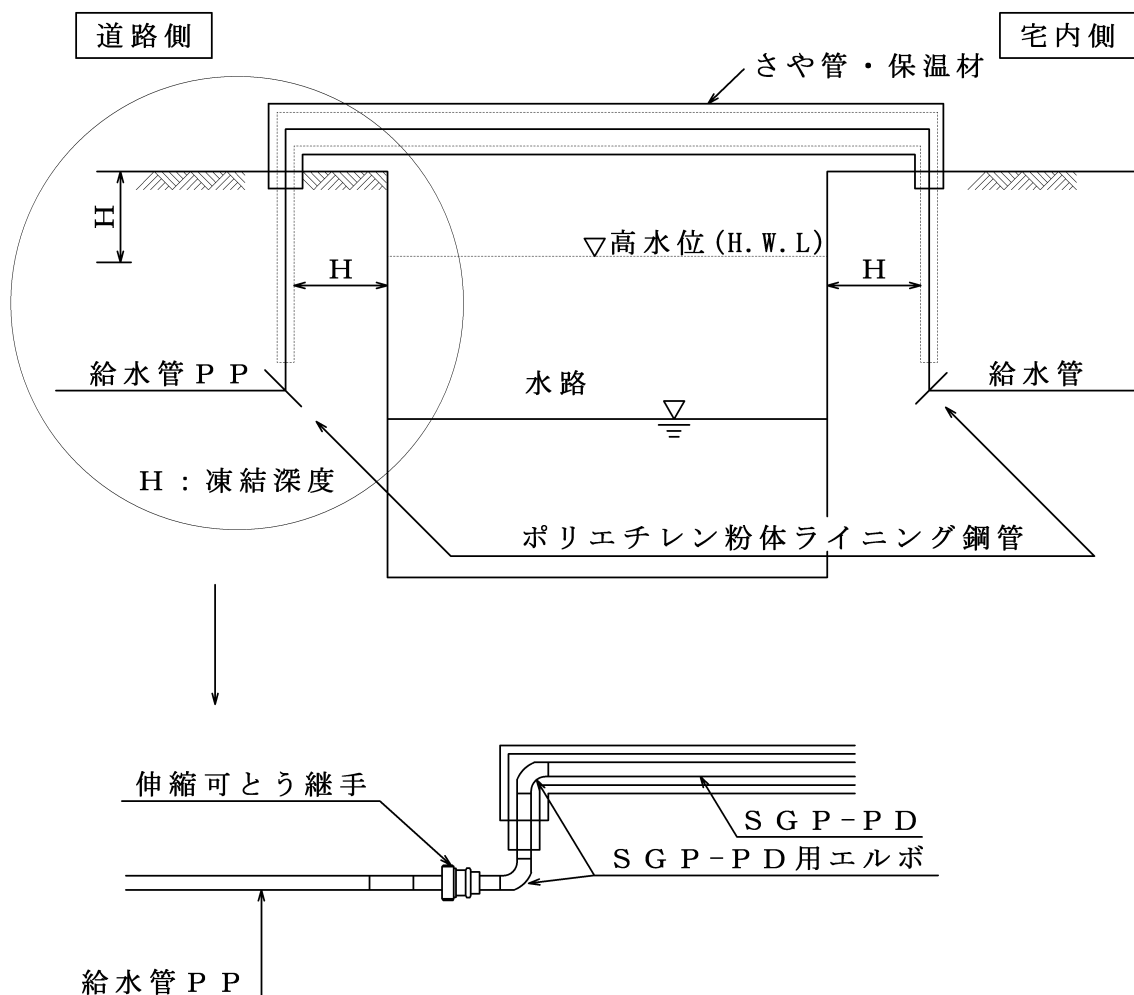 道路側
宅内側
さや管・保温材
H
高水位(H.W.L)
H
H
給水管ＰＰ
水路
給水管
H：凍結深度
ポリエチレン粉体ライニング鋼管
伸縮可とう継手
ＳＧＰ-ＰＤ
ＳＧＰ-ＰＤ用エルボ
給水管ＰＰ